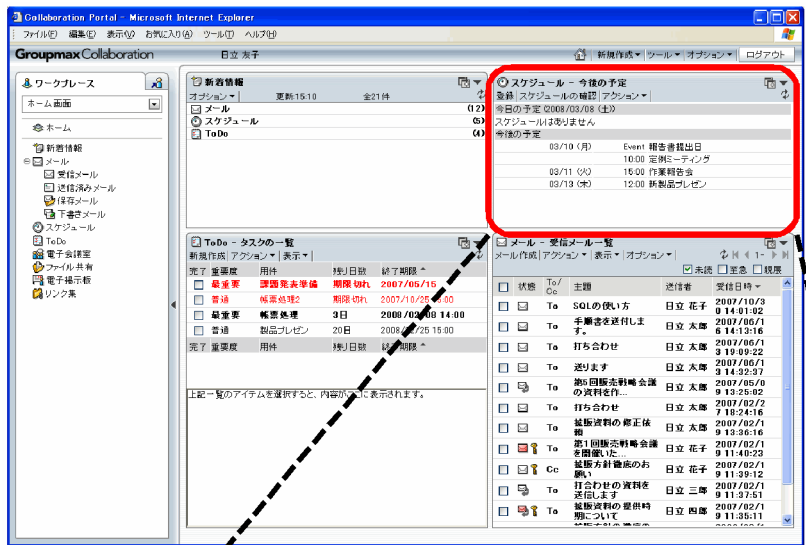 Collaboration Portal - Microsoft Internet Explorer
ファイル(F) 編集(E) 表示(V) お気に入り(A) ツール(T) ヘルプ(H)
Groupmax Collaboration 日立 友子 新規作成 ツール オプション ログアウト
ワークプレース
ホーム画面
ホーム
新着情報
メール
受信メール
送信済みメール
保存メール
下書きメール
スケジュール
ToDo
電子会議室
ファイル共有
電子掲示板
リンク集
新着情報
オプション 更新:15:10 全21件
メール (12)
スケジュール (5)
ToDo (4)
スケジュール - 今後の予定
登録 スケジュールの確認 アクション
今日の予定 (2008/03/08 (土))
スケジュールはありません
今後の予定
03/10 (月) Event 報告書提出日
10:00 定例ミーティング
03/11 (火) 15:00 作業報告会
03/13 (木) 12:00 新製品プレゼン
ToDo - タスクの一覧
新規作成 アクション 表示
完了 重要度 用件 残り日数 終了期限
最重要 課題発表準備 期限切れ 2007/05/15
普通 帳票処理2 期限切れ 2007/10/25 15:00
最重要 帳票処理 3日 2008/02/08 14:00
普通 製品プレゼン 20日 2008/02/25 15:00
完了 重要度 用件 残り日数 終了期限
上記一覧のアイテムを選択すると、内容がここに表示されます。
メール - 受信メール一覧
メール作成 アクション 表示 オプション 1-
未読 至急 親展
状態 To/Cc 主題 送信者 受信日時
To SQLの使い方 日立 花子 2007/10/30 14:01:02
To 手順書を送付します。 日立 太郎 2007/06/16 14:13:16
To 打ち合わせ 日立 太郎 2007/06/13 19:09:22
To 送ります 日立 太郎 2007/06/13 14:32:37
To 第5回販売戦略会議の資料を作... 日立 太郎 2007/05/09 13:25:02
To 打ち合わせ 日立 太郎 2007/02/27 18:24:16
To 拡販資料の修正依頼 日立 太郎 2007/02/19 13:36:16
To 第1回販売戦略会議を開催いた... 日立 花子 2007/02/19 11:40:23
Cc 拡販方針徹底のお願い 日立 花子 2007/02/19 11:39:12
To 打合わせの資料を送信します 日立 三郎 2007/02/19 11:37:51
To 拡販資料の提供時期について 日立 四郎 2007/02/19 11:35:11